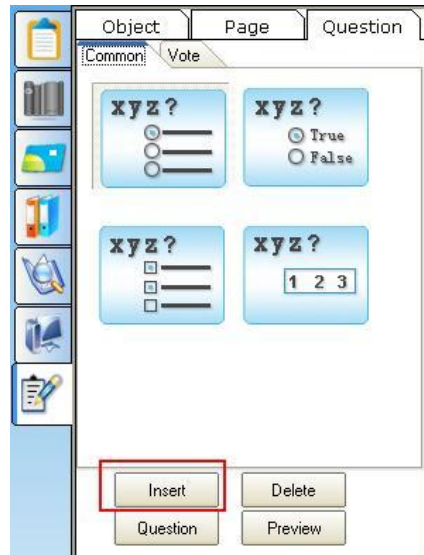 Object Page Question
Common Vote
xyz? xyz?
True
False
xyz? xyz?
1 2 3
Insert Delete
Question Preview